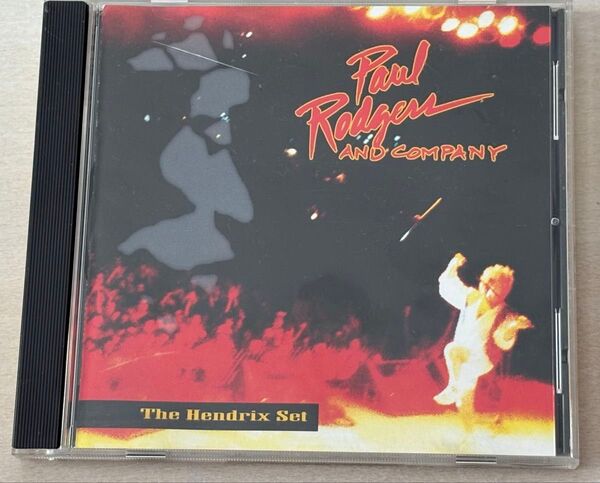 Paul
Rodgers
AND COMPANY
The Hendrix Set